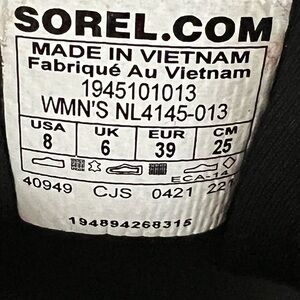 SOREL.COM
MADE IN VIETNAM
Fabriqué Au Vietnam
1945101013
WMN'S NL4145-013
USA UK EUR CM
8 6 39 25
ECA-14
40949 CJS 0421
194894268315